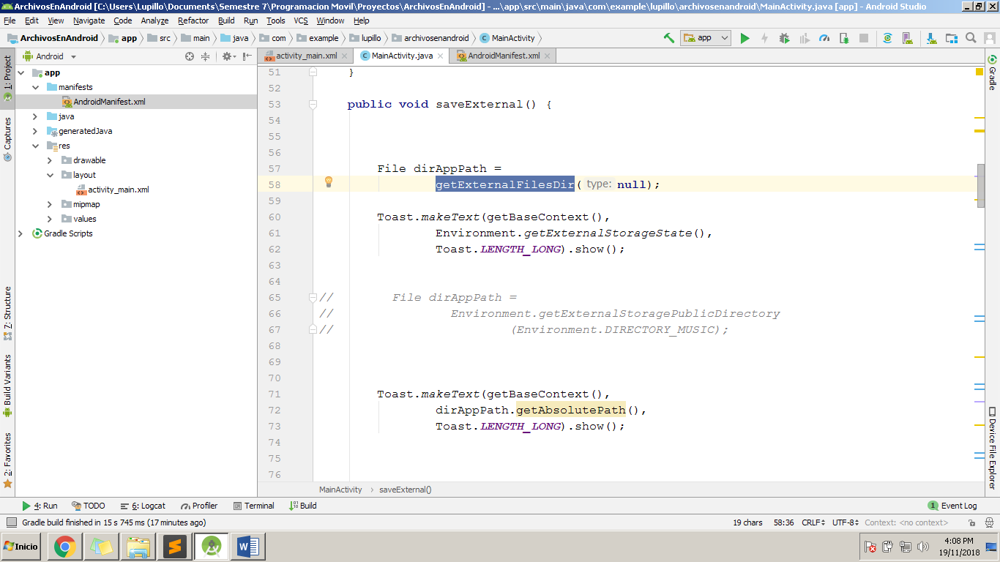 ArchivosEnAndroid [C:\Users\Lupillo\Documents\Semestre 7\Programacion Movil\Proyectos\ArchivosEnAndroid] - ...\app\src\main\java\com\example\lupillo\archivosenandroid\MainActivity.java [app] - Android Studio
File Edit View Navigate Code Analyze Refactor Build Run Tools VCS Window Help
ArchivosEnAndroid app src main java com example lupillo archivosenandroid MainActivity app
Android activity_main.xml MainActivity.java AndroidManifest.xml
1: Project
Captures
Z: Structure
Build Variants
2: Favorites
app
manifests
AndroidManifest.xml
java
generatedJava
res
drawable
layout
activity_main.xml
mipmap
values
Gradle Scripts
51 }
52
53 public void saveExternal() {
54
55
56
57 File dirAppPath =
58 getExternalFilesDir( type: null);
59
60 Toast.makeText(getBaseContext(),
61 Environment.getExternalStorageState(),
62 Toast.LENGTH_LONG).show();
63
64
65 // File dirAppPath =
66 // Environment.getExternalStoragePublicDirectory
67 // (Environment.DIRECTORY_MUSIC);
68
69
70
71 Toast.makeText(getBaseContext(),
72 dirAppPath.getAbsolutePath(),
73 Toast.LENGTH_LONG).show();
74
75
76
Gradle
Device File Explorer
MainActivity saveExternal()
4: Run TODO 6: Logcat Profiler Terminal Build 1 Event Log
Gradle build finished in 15 s 745 ms (17 minutes ago) 19 chars 58:36 CRLF UTF-8 Context: <no context>
Inicio 4:08 PM
19/11/2018